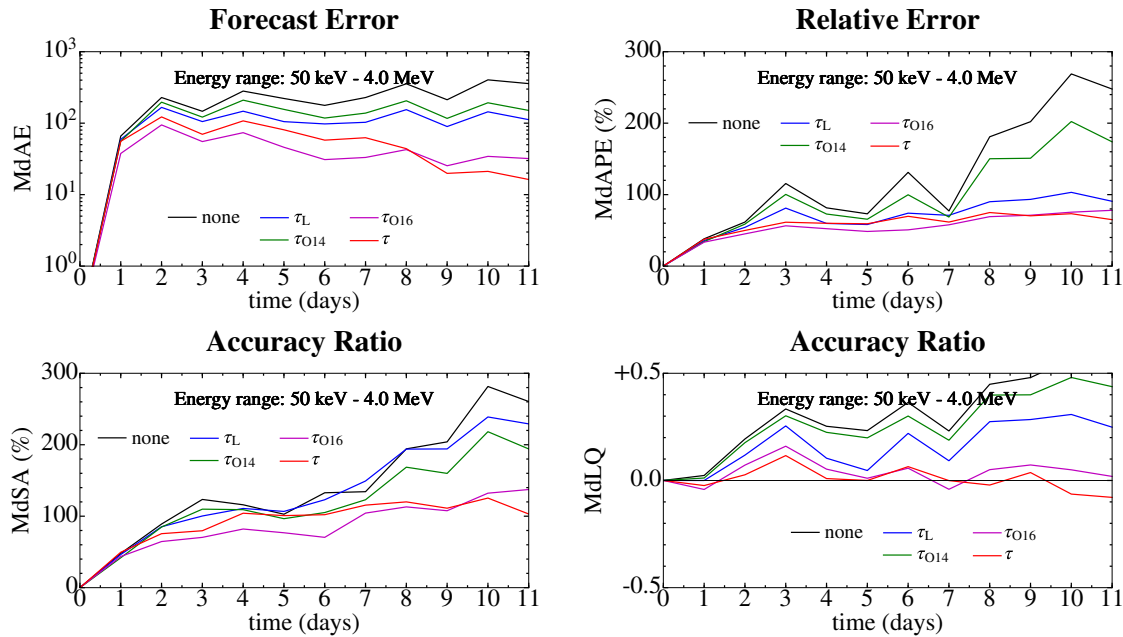 Forecast Error
10³
10²
10¹
10⁰
MdAE
Energy range: 50 keV - 4.0 MeV
none
τL
τO16
τO14
τ
0 1 2 3 4 5 6 7 8 9 10 11
time (days)
Relative Error
300
200
100
0
MdAPE (%)
Energy range: 50 keV - 4.0 MeV
none
τL
τO16
τO14
τ
0 1 2 3 4 5 6 7 8 9 10 11
time (days)
Accuracy Ratio
300
200
100
0
MdSA (%)
Energy range: 50 keV - 4.0 MeV
none
τL
τO16
τO14
τ
0 1 2 3 4 5 6 7 8 9 10 11
time (days)
Accuracy Ratio
+0.5
0.0
-0.5
MdLQ
Energy range: 50 keV - 4.0 MeV
none
τL
τO16
τO14
τ
0 1 2 3 4 5 6 7 8 9 10 11
time (days)